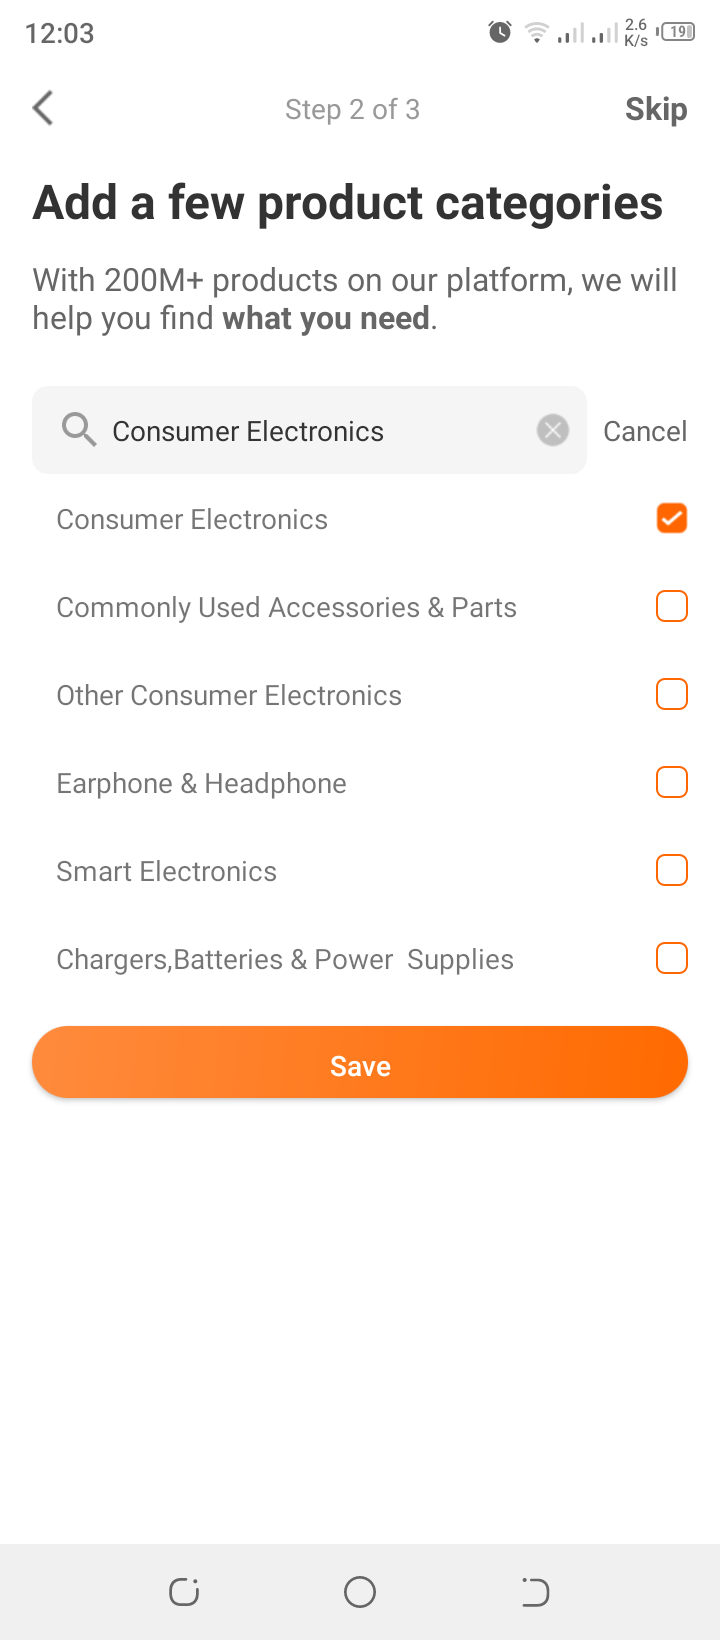 12:03
2.6
K/s
19
Step 2 of 3
Skip
Add a few product categories
With 200M+ products on our platform, we will
help you find what you need.
Consumer Electronics
Cancel
Consumer Electronics
Commonly Used Accessories & Parts
Other Consumer Electronics
Earphone & Headphone
Smart Electronics
Chargers,Batteries & Power  Supplies
Save